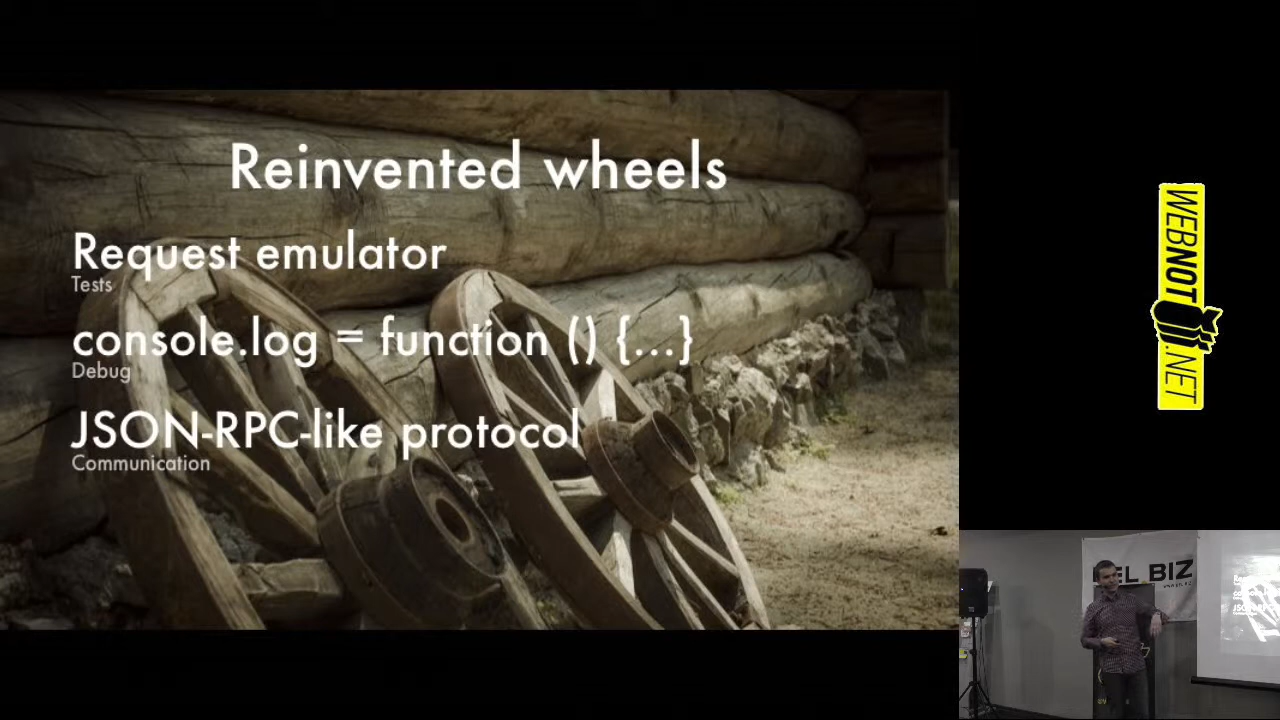 Reinvented wheels
Request emulator
Tests
console.log = function () {...}
Debug
JSON-RPC-like protocol
Communication
WEBNOT
.NET
EL BIZ